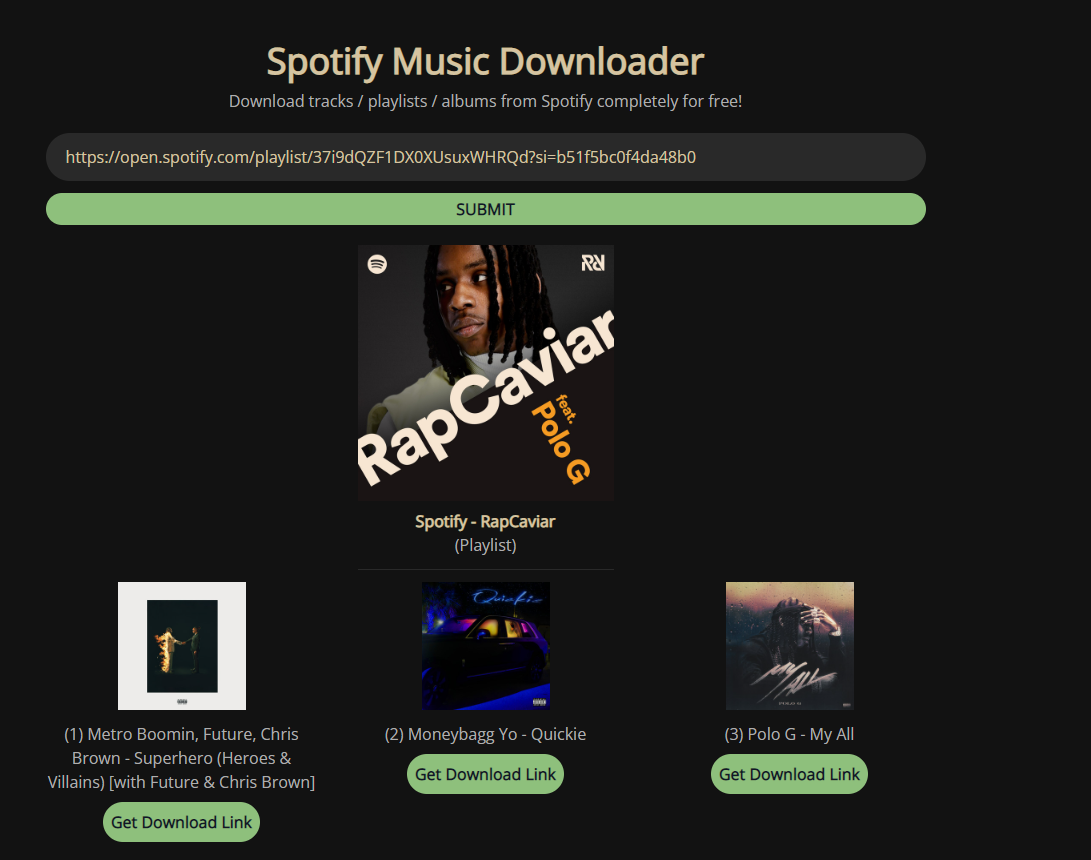 Spotify Music Downloader
Download tracks / playlists / albums from Spotify completely for free!
https://open.spotify.com/playlist/37i9dQZF1DX0XUsuxWHRQd?si=b51f5bc0f4da48b0
SUBMIT
RapCaviar
feat.
Polo G
Spotify - RapCaviar
(Playlist)
Quickie
MY ALL
POLO G
(1) Metro Boomin, Future, Chris
Brown - Superhero (Heroes &
Villains) [with Future & Chris Brown]
Get Download Link
(2) Moneybagg Yo - Quickie
Get Download Link
(3) Polo G - My All
Get Download Link